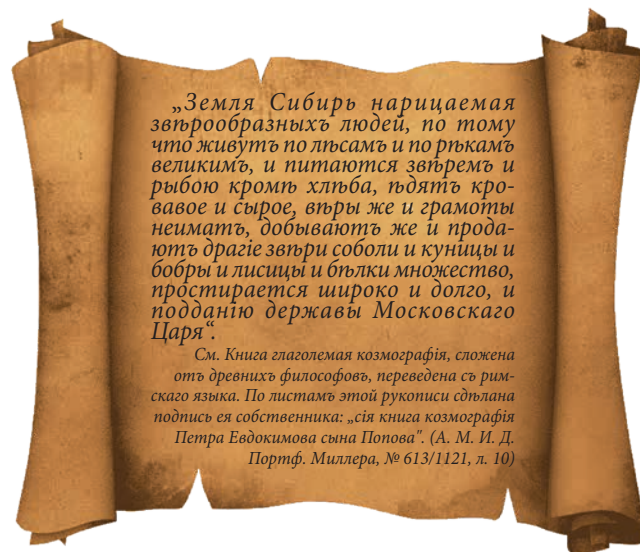 „Земля Сибирь нарицаемая
звѣрообразныхъ людей, по тому
что живутъ по лѣсамъ и по рѣкамъ
великимъ, и питаются звѣремъ и
рыбою кромѣ хлѣба, ѣдятъ кро-
вавое и сырое, вѣры же и грамоты
неиматъ, добываютъ же и прода-
ютъ драгіе звѣри соболи и куницы и
бобры и лисицы и бѣлки множество,
простирается широко и долго, и
подданію державы Московскаго
Царя“.
См. Книга глаголемая козмографія, сложена
отъ древнихъ философовъ, переведена съ рим-
скаго языка. По листамъ этой рукописи сдѣлана
подпись ея собственника: „сія книга козмографія
Петра Евдокимова сына Попова". (А. М. И. Д.
Портф. Миллера, № 613/1121, л. 10)